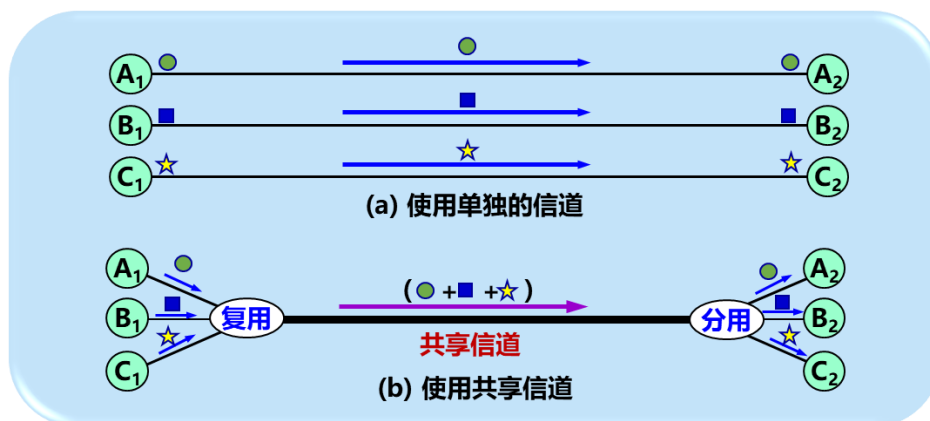 A₁ A₂
B₁ B₂
C₁ C₂
(a) 使用单独的信道
A₁ A₂
( + + )
B₁ 复用 分用 B₂
共享信道
C₁ C₂
(b) 使用共享信道